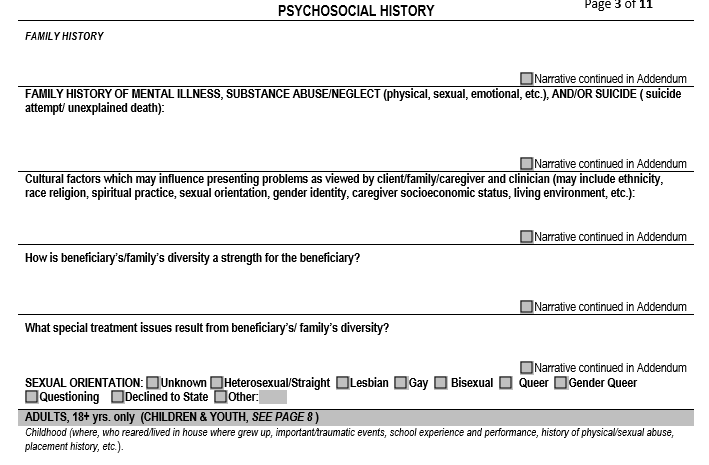 Page 3 of 11
PSYCHOSOCIAL HISTORY
FAMILY HISTORY
Narrative continued in Addendum
FAMILY HISTORY OF MENTAL ILLNESS, SUBSTANCE ABUSE/NEGLECT (physical, sexual, emotional, etc.), AND/OR SUICIDE ( suicide
attempt/ unexplained death):
Narrative continued in Addendum
Cultural factors which may influence presenting problems as viewed by client/family/caregiver and clinician (may include ethnicity,
race religion, spiritual practice, sexual orientation, gender identity, caregiver socioeconomic status, living environment, etc.):
Narrative continued in Addendum
How is beneficiary's/family's diversity a strength for the beneficiary?
Narrative continued in Addendum
What special treatment issues result from beneficiary's/ family's diversity?
Narrative continued in Addendum
SEXUAL ORIENTATION: Unknown Heterosexual/Straight Lesbian Gay Bisexual Queer Gender Queer
Questioning Declined to State Other:
ADULTS, 18+ yrs. only (CHILDREN & YOUTH, SEE PAGE 8 )
Childhood (where, who reared/lived in house where grew up, important/traumatic events, school experience and performance, history of physical/sexual abuse,
placement history, etc.).